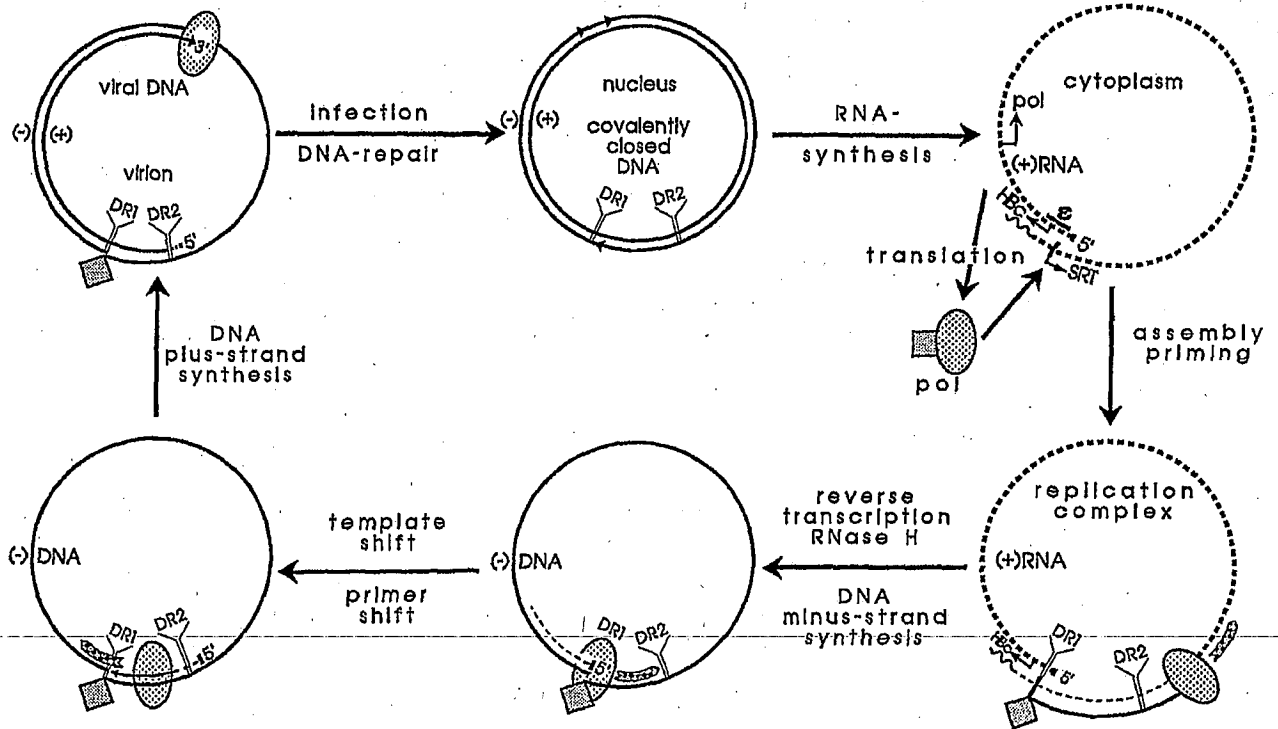 3'
viral DNA
(-)
(+)
virion
DR1
DR2
5'
infection
DNA-repair
nucleus
(-)
(+)
covalently
closed
DNA
DR1
DR2
RNA-
synthesis
cytoplasm
pol
(+)RNA
HBc
ε
5'
SRT
translation
pol
assembly
priming
DNA
plus-strand
synthesis
(-)
DNA
DR1
DR2
5'
template
shift
primer
shift
(-)
DNA
DR1
DR2
5'
reverse
transcription
RNase H
DNA
minus-strand
synthesis
replication
complex
(+)RNA
HBc
DR1
5'
DR2